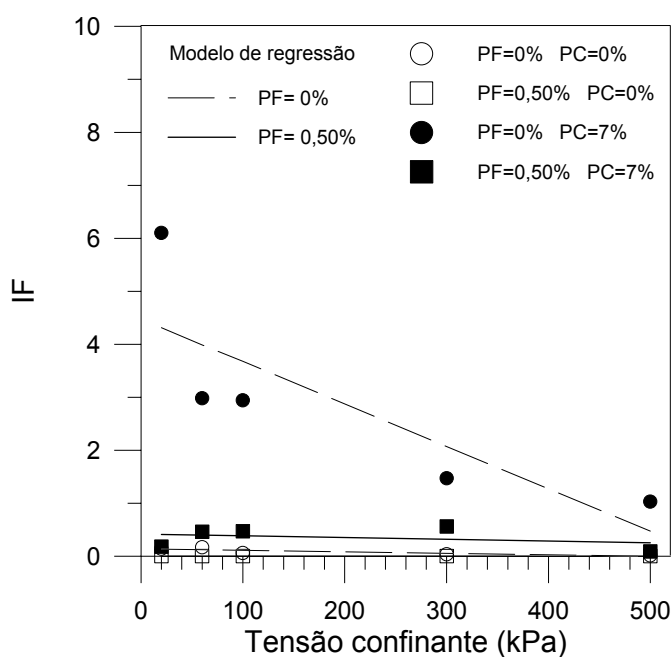 10
8
6
4
2
0
IF
Modelo de regressão
PF= 0%
PF= 0,50%
PF=0% PC=0%
PF=0,50% PC=0%
PF=0% PC=7%
PF=0,50% PC=7%
0 100 200 300 400 500
Tensão confinante (kPa)